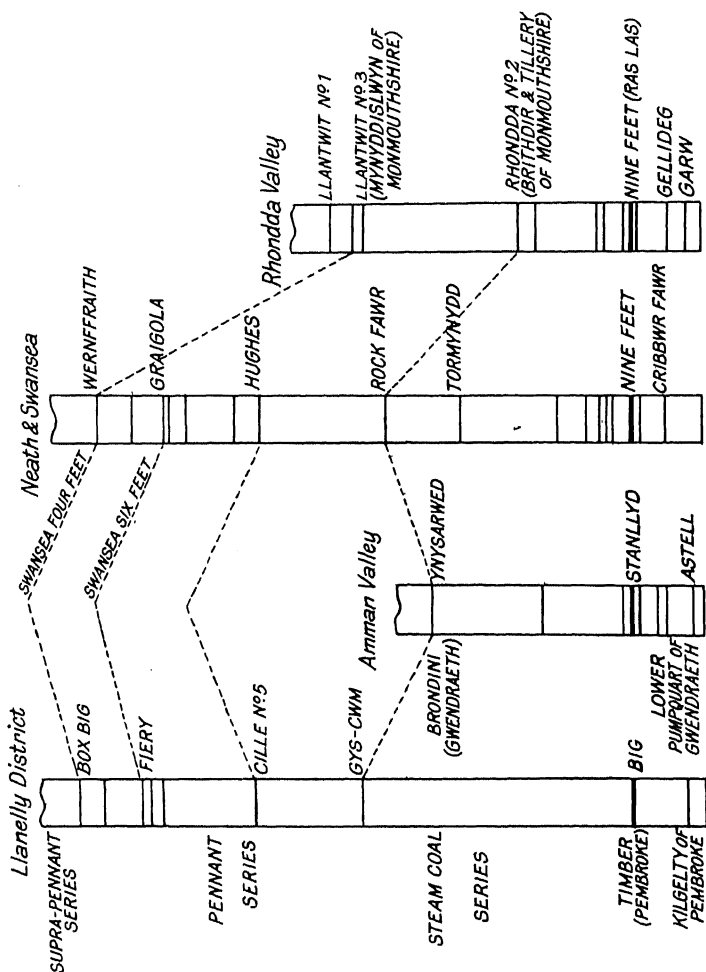 Llanelly District
SUPRA-PENNANT
SERIES
BOX BIG
FIERY
PENNANT
SERIES
CILLE Nº5
GYS-CWM
STEAM COAL
SERIES
TIMBER
(PEMBROKE)
BIG
KILGELTY OF
PEMBROKE
SWANSEA FOUR FEET
SWANSEA SIX FEET
Amman Valley
BRONDINI
(GWENDRAETH)
YNYSARWED
STANLLYD
LOWER
PUMPQUART OF
GWENDRAETH
ASTELL
Neath & Swansea
WERNFFRAITH
GRAIGOLA
HUGHES
ROCK FAWR
TORMYNYDD
NINE FEET
CRIBBWR FAWR
Rhondda Valley
LLANTWIT Nº1
LLANTWIT Nº3
(MYNYDDISLWYN OF
MONMOUTHSHIRE)
RHONDDA Nº2
(BRITHDIR & TILLERY
OF MONMOUTHSHIRE)
NINE FEET (RAS LAS)
GELLIDEG
GARW